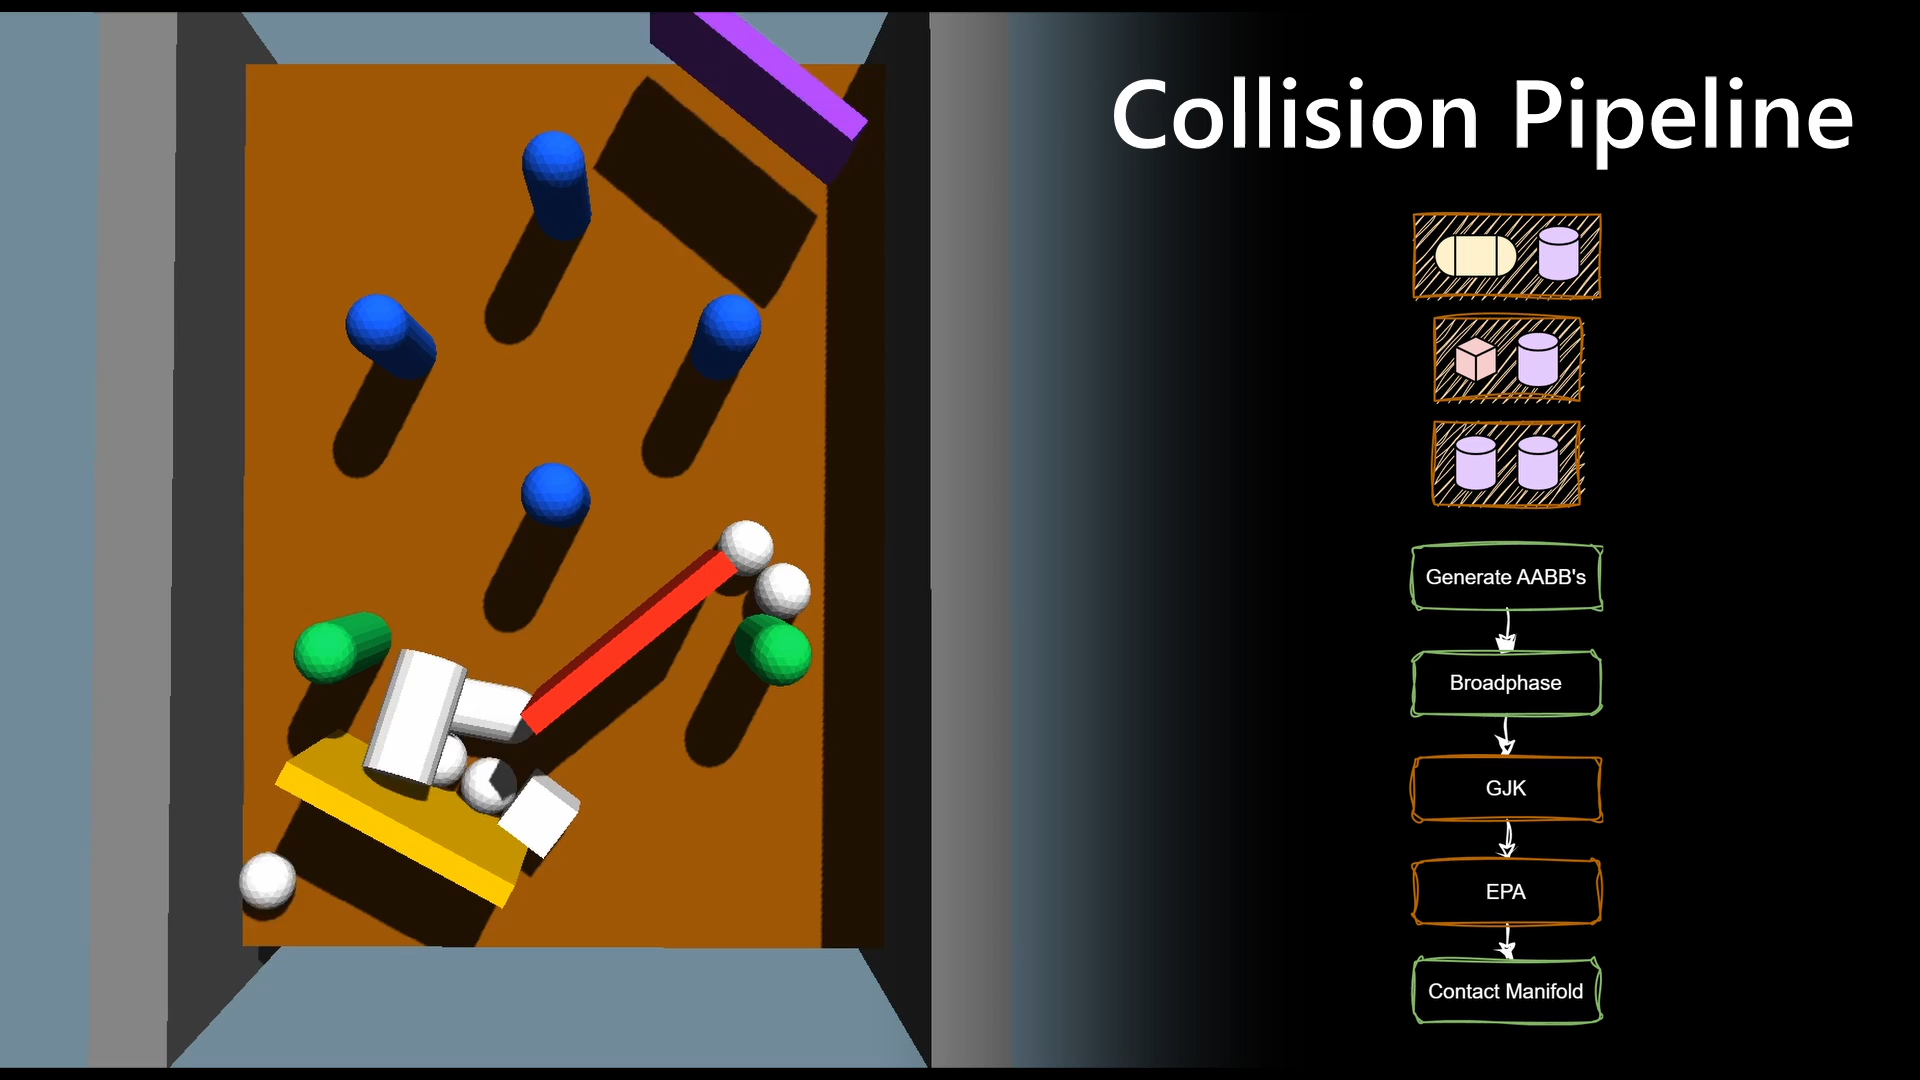 Collision Pipeline
Generate AABB's
Broadphase
GJK
EPA
Contact Manifold